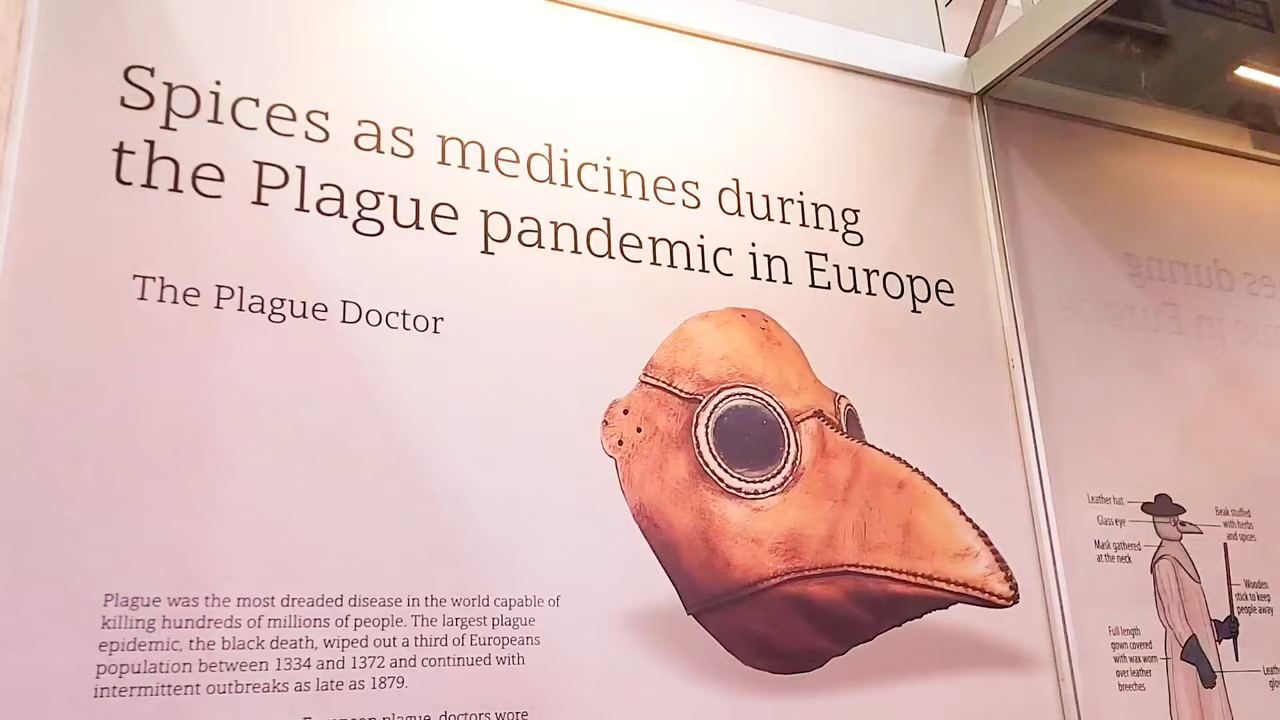 Spices as medicines during
the Plague pandemic in Europe
The Plague Doctor
Plague was the most dreaded disease in the world capable of
killing hundreds of millions of people. The largest plague
epidemic, the black death, wiped out a third of Europeans
population between 1334 and 1372 and continued with
intermittent outbreaks as late as 1879.
plague, doctors wore
Leather hat
Glass eye
Mask gathered
at the neck
Full length
gown covered
with wax worn
over leather
breeches
Beak stuffed
with herbs
and spices
Wooden
stick to keep
people away